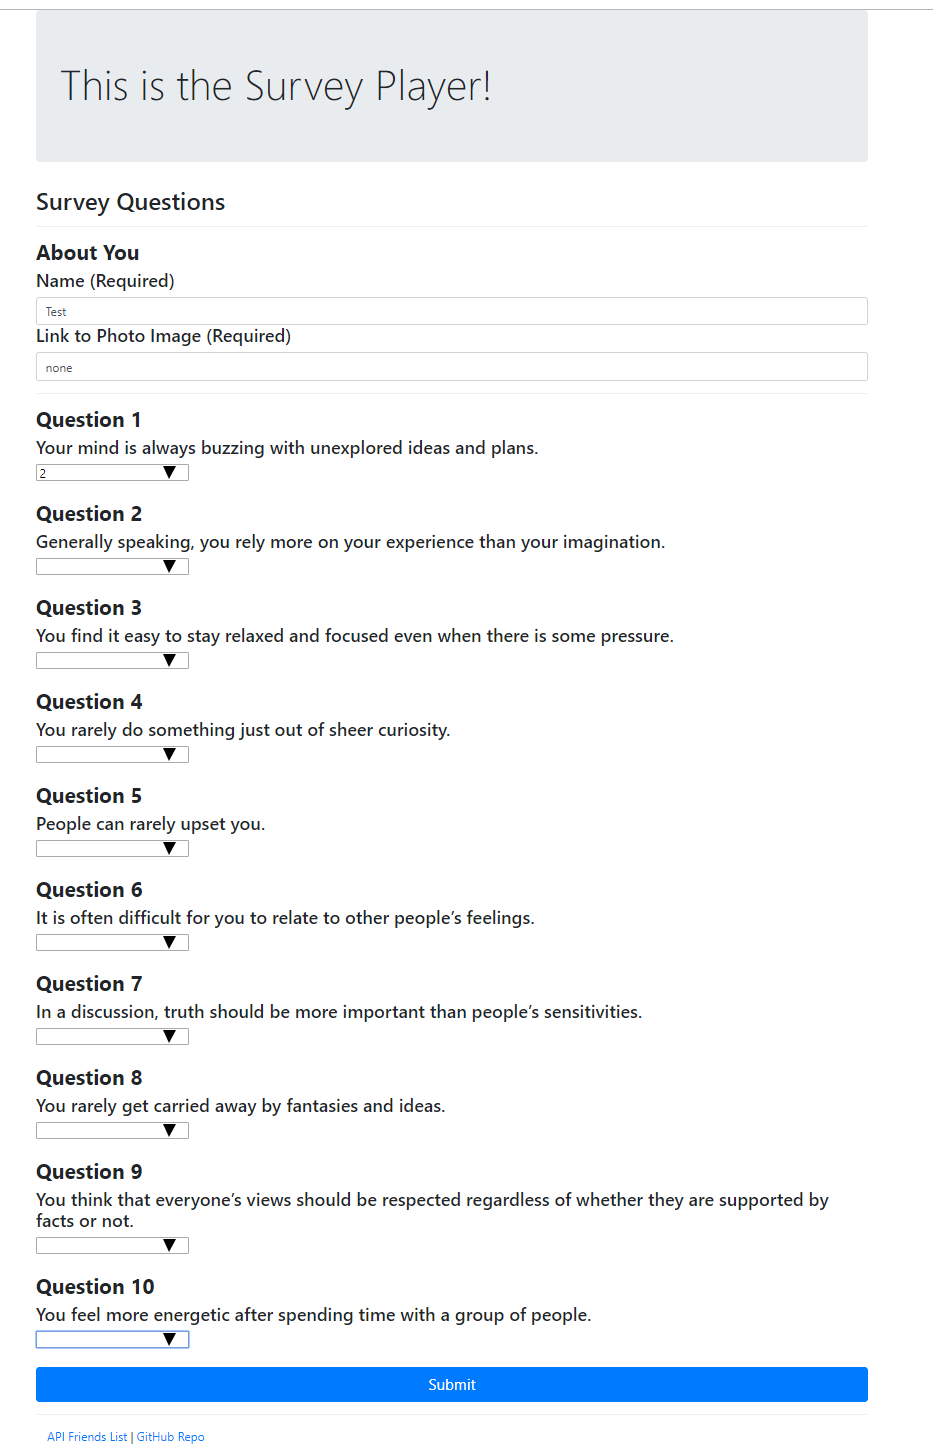 This is the Survey Player!
Survey Questions
About You
Name (Required)
Test
Link to Photo Image (Required)
none
Question 1
Your mind is always buzzing with unexplored ideas and plans.
2
Question 2
Generally speaking, you rely more on your experience than your imagination.
Question 3
You find it easy to stay relaxed and focused even when there is some pressure.
Question 4
You rarely do something just out of sheer curiosity.
Question 5
People can rarely upset you.
Question 6
It is often difficult for you to relate to other people’s feelings.
Question 7
In a discussion, truth should be more important than people’s sensitivities.
Question 8
You rarely get carried away by fantasies and ideas.
Question 9
You think that everyone’s views should be respected regardless of whether they are supported by
facts or not.
Question 10
You feel more energetic after spending time with a group of people.
Submit
API Friends List | GitHub Repo